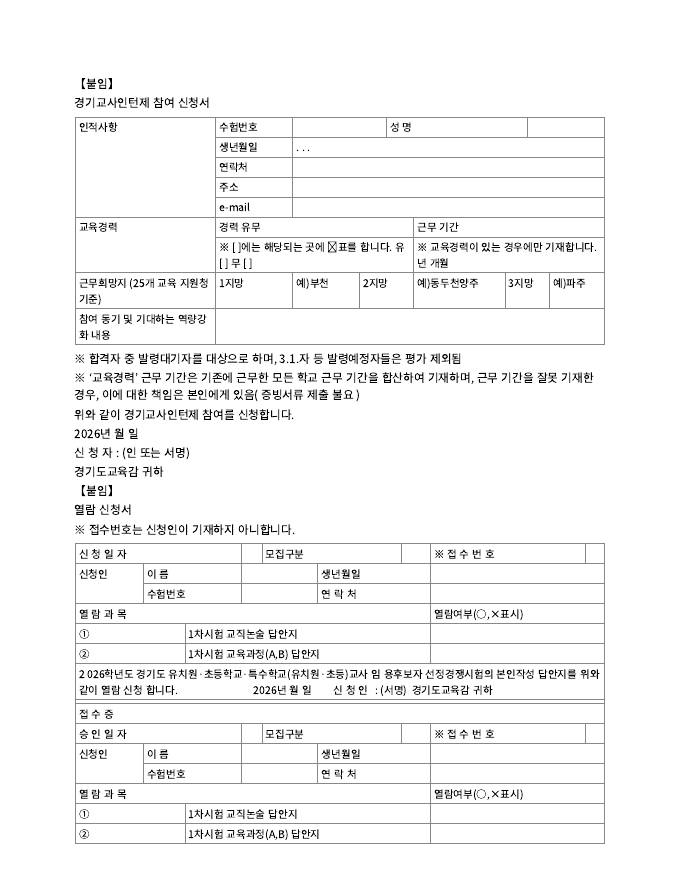 【붙임】
경기교사인턴제 참여 신청서
인적사항 수험번호 성 명
생년월일 . . .
연락처
주소
e-mail
교육경력 경력 유무 근무 기간
※ [ ]에는 해당되는 곳에 ☒표를 합니다. 유 ※ 교육경력이 있는 경우에만 기재합니다.
[ ] 무 [ ] 년 개월
근무희망지 (25개 교육 지원청 1지망 예)부천 2지망 예)동두천양주 3지망 예)파주
기준)
참여 동기 및 기대하는 역량강
화 내용
※ 합격자 중 발령대기자를 대상으로 하며, 3.1.자 등 발령예정자들은 평가 제외됨
※ ‘교육경력’ 근무 기간은 기존에 근무한 모든 학교 근무 기간을 합산하여 기재하며, 근무 기간을 잘못 기재한
경우, 이에 대한 책임은 본인에게 있음( 증빙서류 제출 불요 )
위와 같이 경기교사인턴제 참여를 신청합니다.
2026년 월 일
신 청 자 : (인 또는 서명)
경기도교육감 귀하
【붙임】
열람 신청서
※ 접수번호는 신청인이 기재하지 아니합니다.
신 청 일 자 모집구분 ※ 접 수 번 호
신청인 이 름 생년월일
수험번호 연 락 처
열 람 과 목 열람여부(○,×표시)
① 1차시험 교직논술 답안지
② 1차시험 교육과정(A,B) 답안지
2 026학년도 경기도 유치원·초등학교·특수학교(유치원·초등)교사 임 용후보자 선정경쟁시험의 본인작성 답안지를 위와
같이 열람 신청 합니다. 2026년 월 일 신 청 인 : (서명) 경기도교육감 귀하
접 수 증
승 인 일 자 모집구분 ※ 접 수 번 호
신청인 이 름 생년월일
수험번호 연 락 처
열 람 과 목 열람여부(○,×표시)
① 1차시험 교직논술 답안지
② 1차시험 교육과정(A,B) 답안지